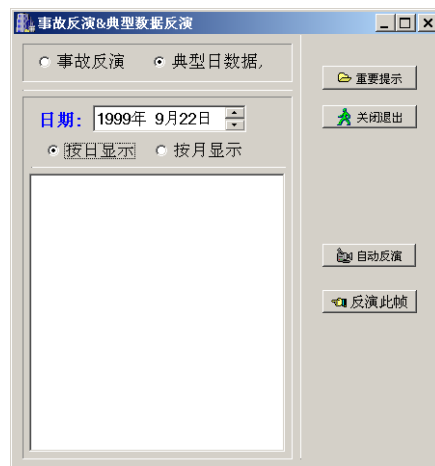 事故反演&典型数据反演
事故反演 典型日数据,
重要提示
日期: 1999年 9月22日
关闭退出
按日显示 按月显示
自动反演
反演此帧